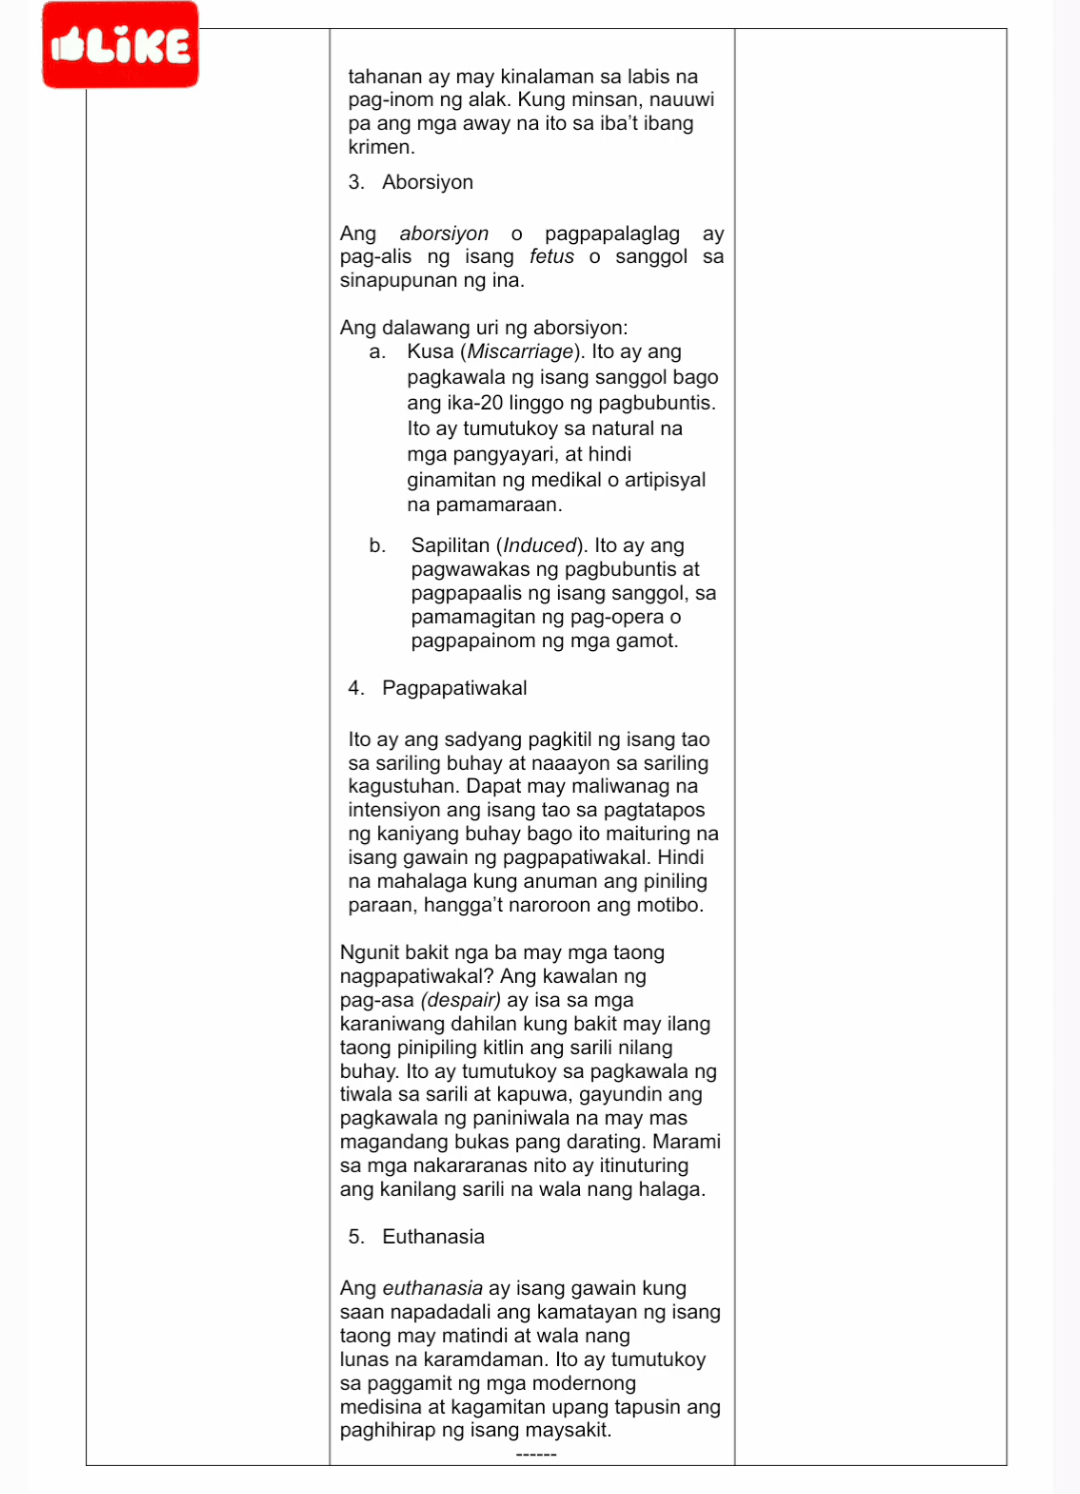 LiKE
tahanan ay may kinalaman sa labis na
pag-inom ng alak. Kung minsan, nauuwi
pa ang mga away na ito sa iba't ibang
krimen.
3. Aborsiyon
Ang aborsiyon o pagpapalaglag ay
pag-alis ng isang fetus o sanggol sa
sinapupunan ng ina.
Ang dalawang uri ng aborsiyon:
a. Kusa (Miscarriage). Ito ay ang
pagkawala ng isang sanggol bago
ang ika-20 linggo ng pagbubuntis.
Ito ay tumutukoy sa natural na
mga pangyayari, at hindi
ginamitan ng medikal o artipisyal
na pamamaraan.
b. Sapilitan (Induced). Ito ay ang
pagwawakas ng pagbubuntis at
pagpapaalis ng isang sanggol, sa
pamamagitan ng pag-opera o
pagpapainom ng mga gamot.
4. Pagpapatiwakal
Ito ay ang sadyang pagkitil ng isang tao
sa sariling buhay at naaayon sa sariling
kagustuhan. Dapat may maliwanag na
intensiyon ang isang tao sa pagtatapos
ng kaniyang buhay bago ito maituring na
isang gawain ng pagpapatiwakal. Hindi
na mahalaga kung anuman ang piniling
paraan, hangga't naroroon ang motibo.
Ngunit bakit nga ba may mga taong
nagpapatiwakal? Ang kawalan ng
pag-asa (despair) ay isa sa mga
karaniwang dahilan kung bakit may ilang
taong pinipiling kitlin ang sarili nilang
buhay. Ito ay tumutukoy sa pagkawala ng
tiwala sa sarili at kapuwa, gayundin ang
pagkawala ng paniniwala na may mas
magandang bukas pang darating. Marami
sa mga nakararanas nito ay itinuturing
ang kanilang sarili na wala nang halaga.
5. Euthanasia
Ang euthanasia ay isang gawain kung
saan napadadali ang kamatayan ng isang
taong may matindi at wala nang
lunas na karamdaman. Ito ay tumutukoy
sa paggamit ng mga modernong
medisina at kagamitan upang tapusin ang
paghihirap ng isang maysakit.
------